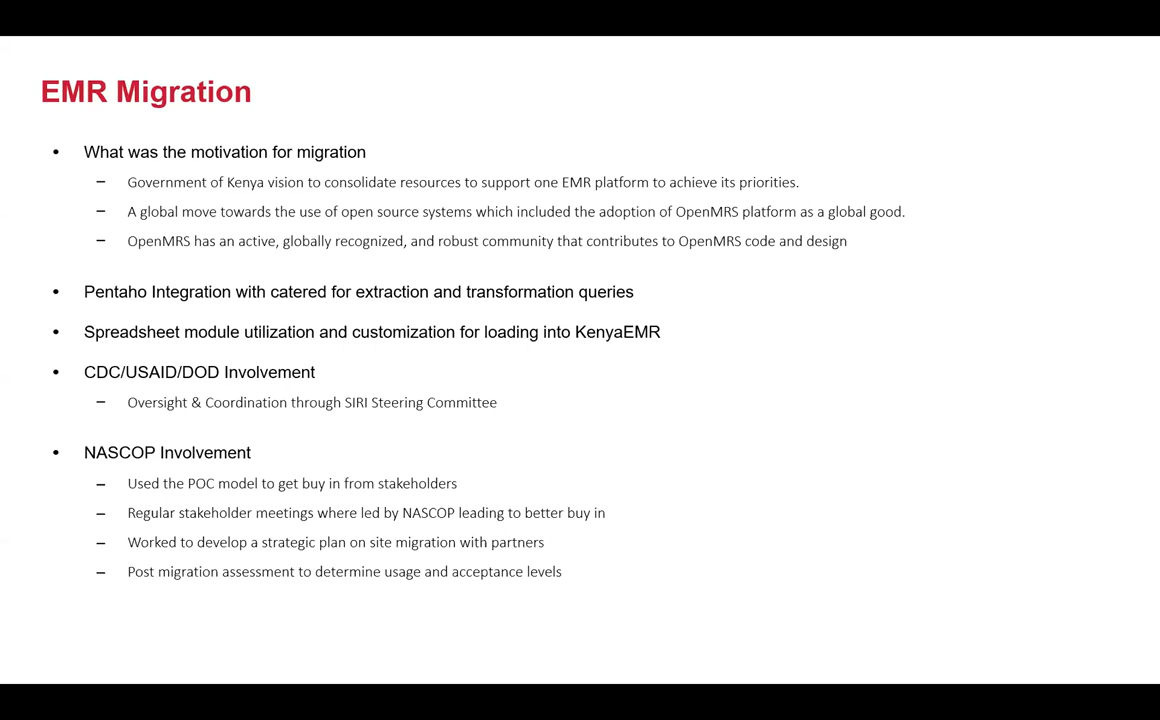 EMR Migration
• What was the motivation for migration
– Government of Kenya vision to consolidate resources to support one EMR platform to achieve its priorities.
– A global move towards the use of open source systems which included the adoption of OpenMRS platform as a global good.
– OpenMRS has an active, globally recognized, and robust community that contributes to OpenMRS code and design
• Pentaho Integration with catered for extraction and transformation queries
• Spreadsheet module utilization and customization for loading into KenyaEMR
• CDC/USAID/DOD Involvement
– Oversight & Coordination through SIRI Steering Committee
• NASCOP Involvement
– Used the POC model to get buy in from stakeholders
– Regular stakeholder meetings where led by NASCOP leading to better buy in
– Worked to develop a strategic plan on site migration with partners
– Post migration assessment to determine usage and acceptance levels